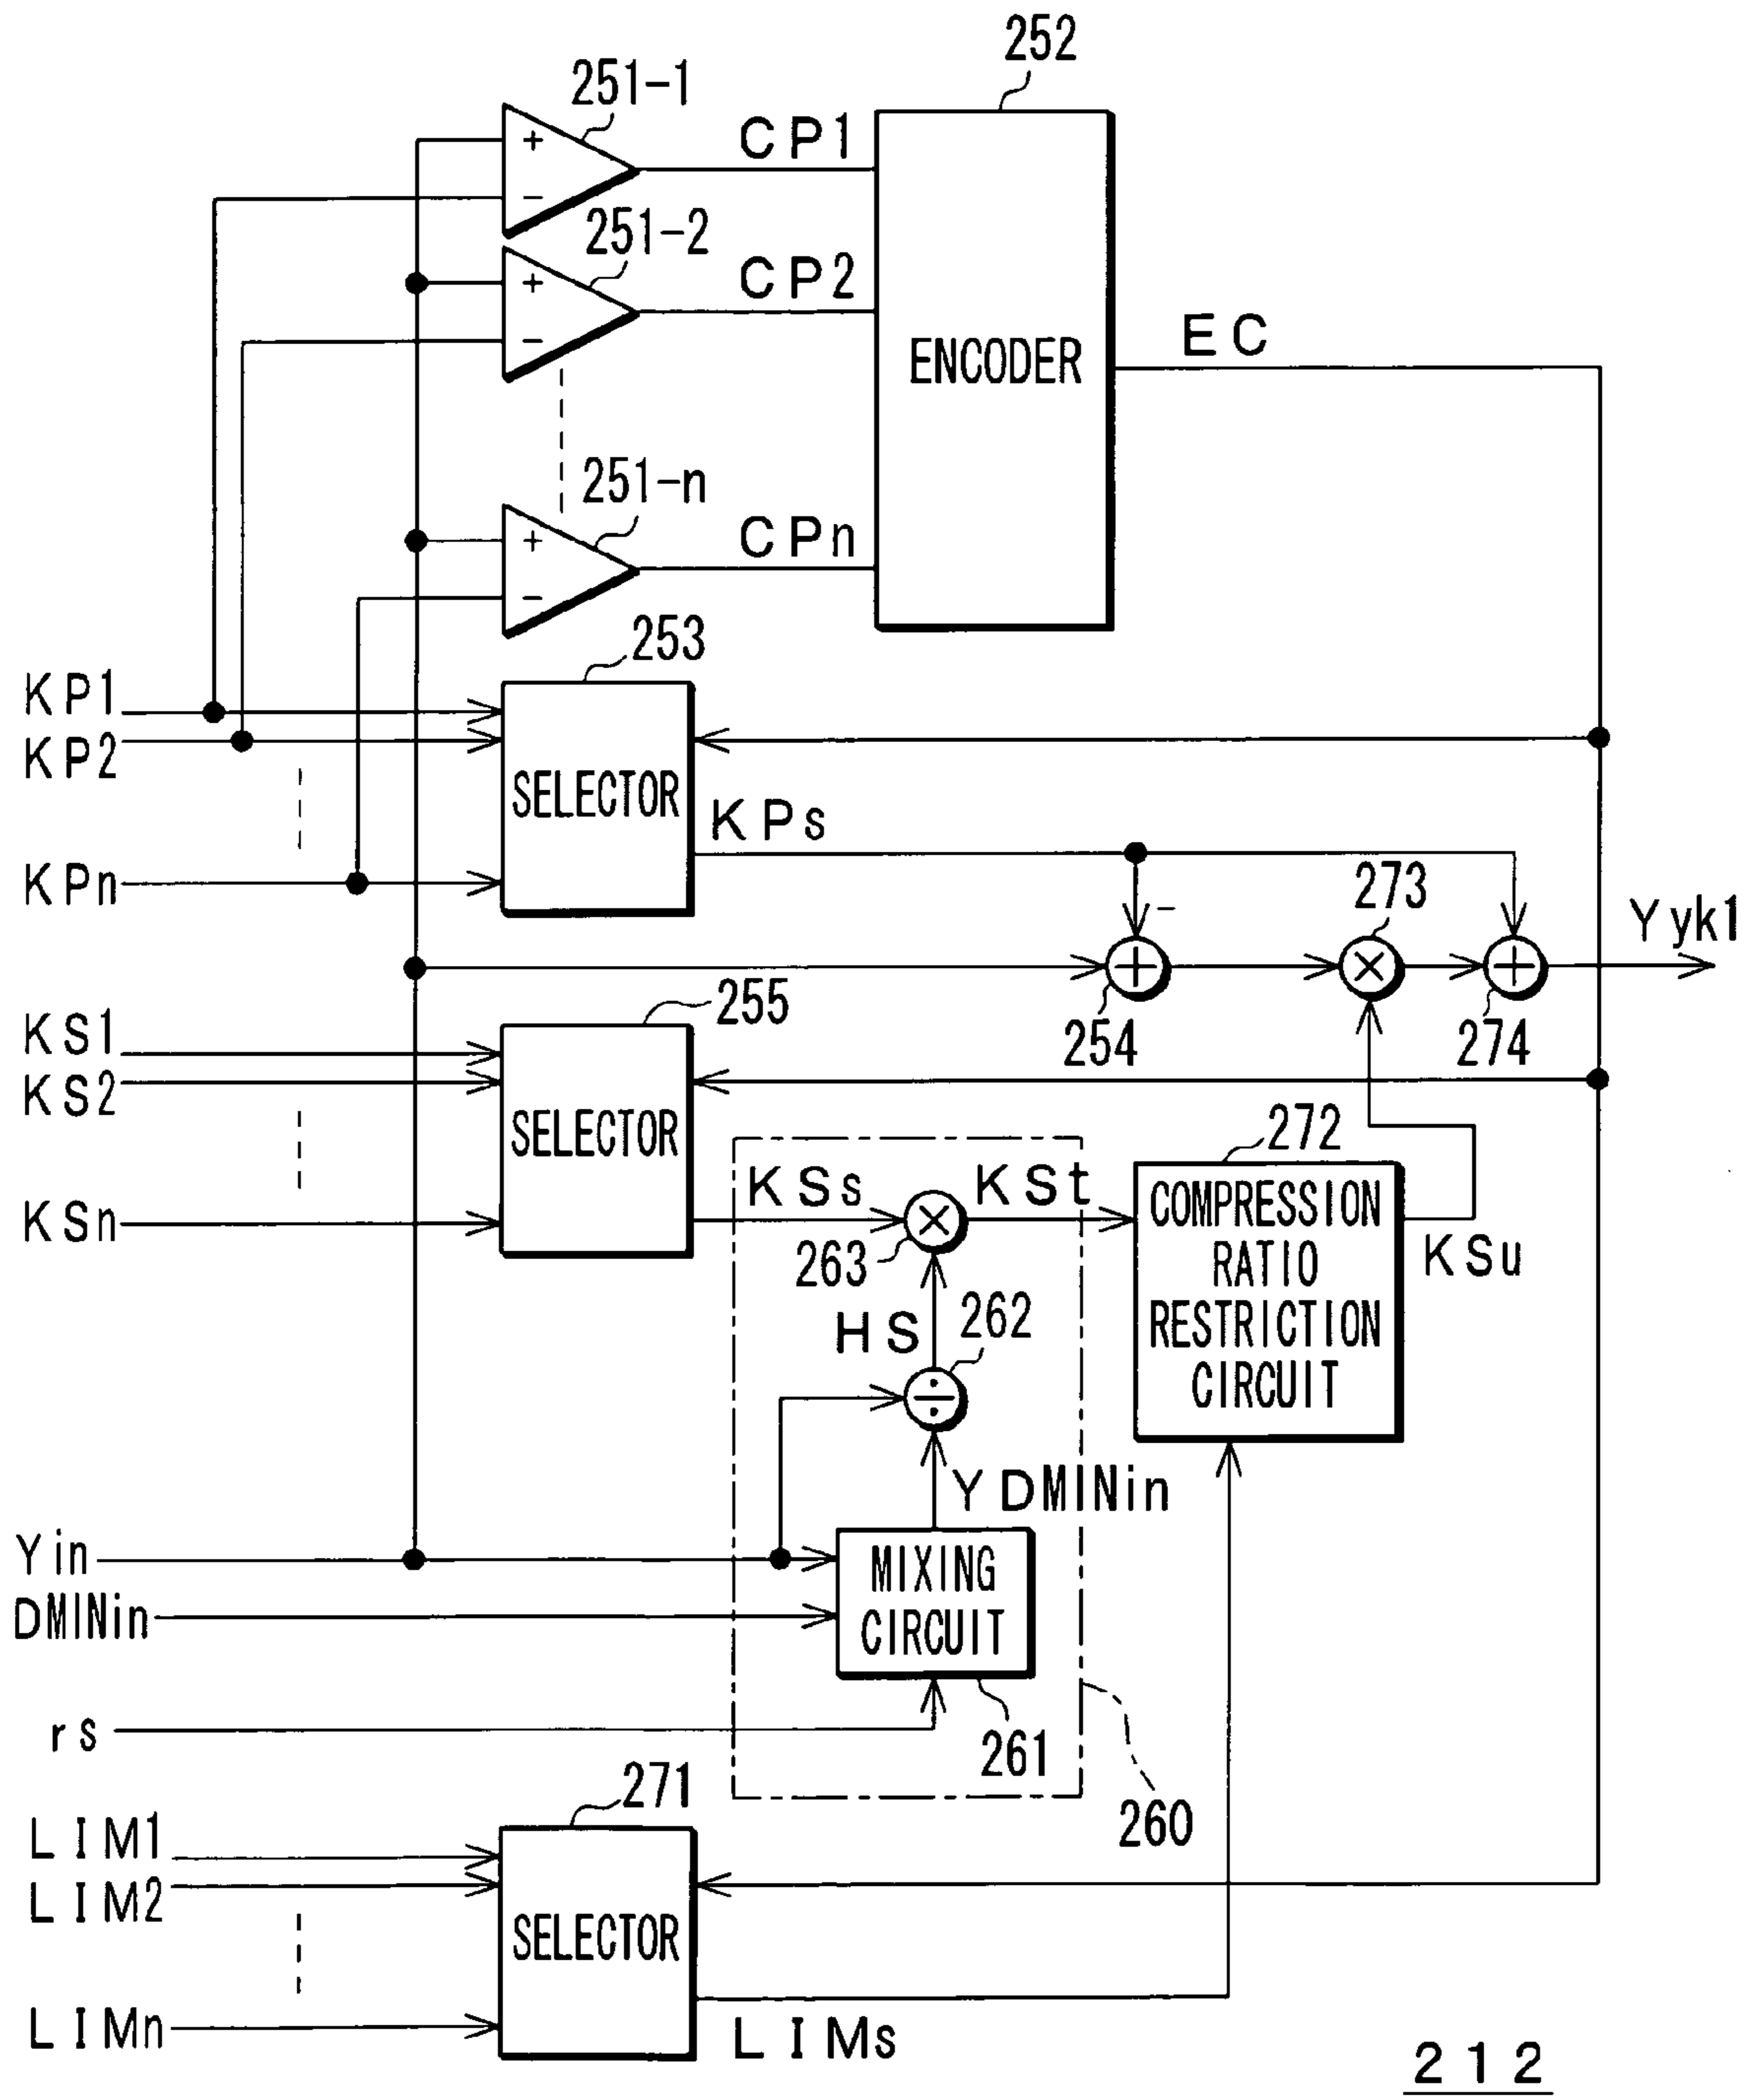 252
251-1
CP1
+
−
251-2
CP2
+
−
ENCODER
EC
251-n
CPn
+
−
253
KP1
KP2
SELECTOR
KPs
KPn
273
−
Yyk1
+
×
+
254
274
255
KS1
KS2
SELECTOR
272
KSs
KSt
KSn
×
263
COMPRESSION
RATIO
RESTRICTION
CIRCUIT
KSu
HS
262
÷
YDMINin
Yin
DMINin
MIXING
CIRCUIT
rs
261
260
271
LIM1
LIM2
SELECTOR
LIMn
LIMs
212